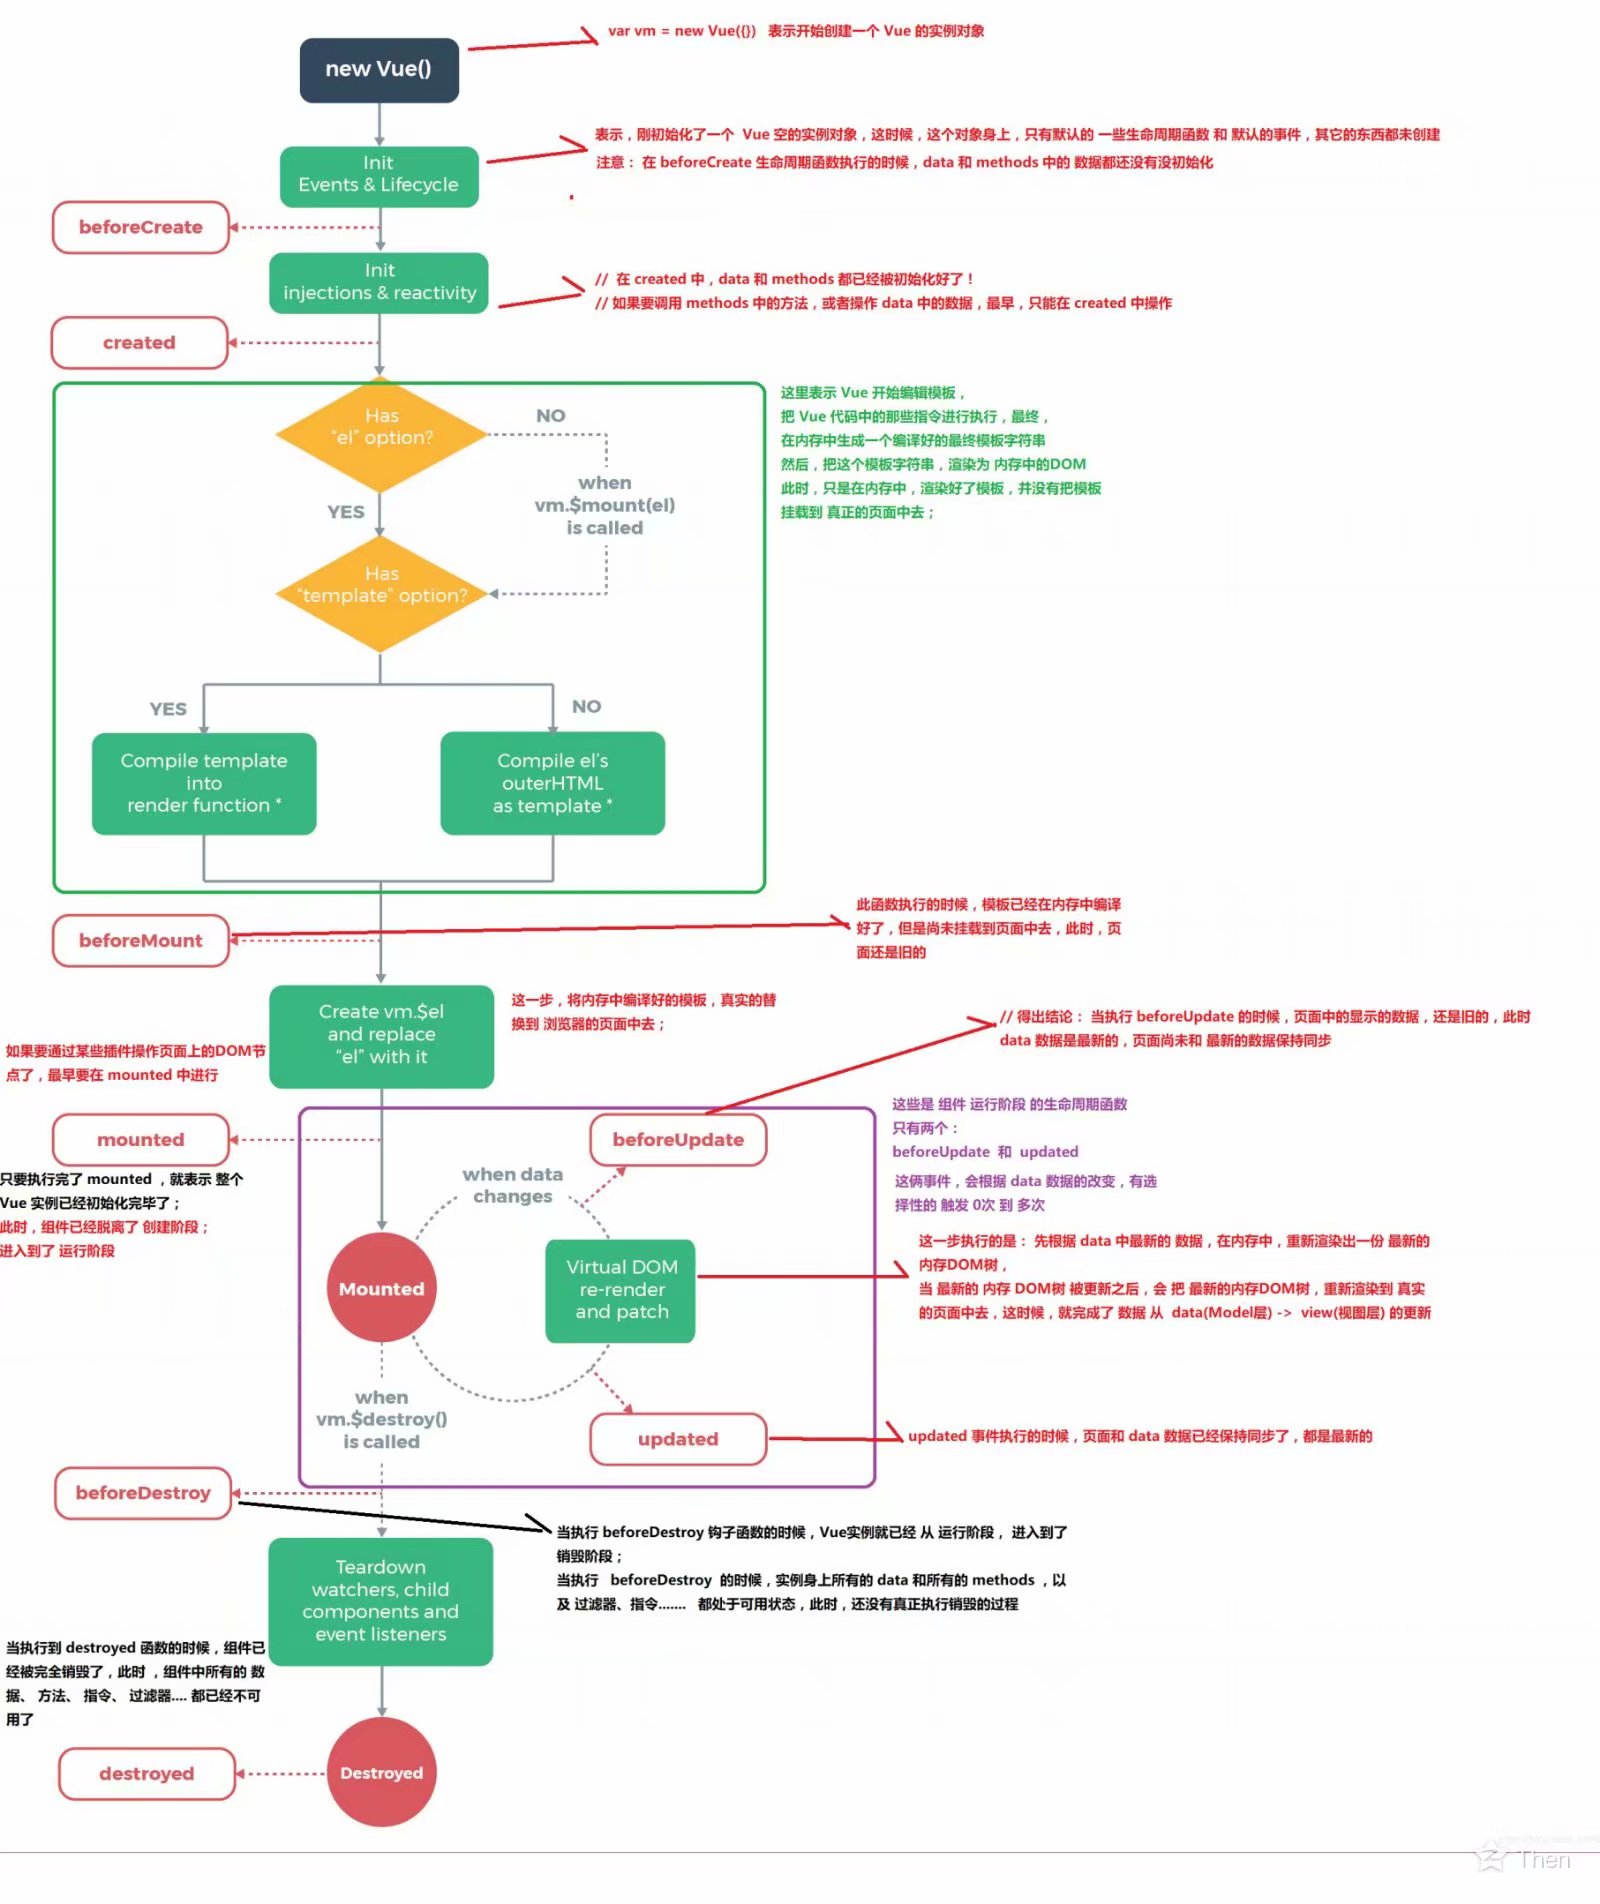 var vm = new Vue({}) 表示开始创建一个 Vue 的实例对象
new Vue()
表示，刚初始化了一个 Vue 空的实例对象，这时候，这个对象身上，只有默认的 一些生命周期函数 和 默认的事件，其它的东西都未创建
注意： 在 beforeCreate 生命周期函数执行的时候，data 和 methods 中的 数据都还没有没初始化
Init
Events & Lifecycle
beforeCreate
Init
injections & reactivity
// 在 created 中，data 和 methods 都已经被初始化好了！
// 如果要调用 methods 中的方法，或者操作 data 中的数据，最早，只能在 created 中操作
created
这里表示 Vue 开始编辑模板，
把 Vue 代码中的那些指令进行执行，最终，
在内存中生成一个编译好的最终模板字符串
然后，把这个模板字符串，渲染为 内存中的DOM
此时，只是在内存中，渲染好了模板，并没有把模板
挂载到 真正的页面中去；
Has
“el” option?
NO
when
vm.$mount(el)
is called
YES
Has
“template” option?
YES
NO
Compile template
into
render function *
Compile el's
outerHTML
as template *
beforeMount
此函数执行的时候，模板已经在内存中编译
好了，但是尚未挂载到页面中去，此时，页
面还是旧的
Create vm.$el
and replace
“el” with it
这一步，将内存中编译好的模板，真实的替
换到 浏览器的页面中去；
// 得出结论： 当执行 beforeUpdate 的时候，页面中的显示的数据，还是旧的，此时
data 数据是最新的，页面尚未和 最新的数据保持同步
如果要通过某些插件操作页面上的DOM节
点了，最早要在 mounted 中进行
mounted
只要执行完了 mounted ，就表示 整个
Vue 实例已经初始化完毕了；
此时，组件已经脱离了 创建阶段；
进入到了 运行阶段
beforeUpdate
这些是 组件 运行阶段 的生命周期函数
只有两个：
beforeUpdate 和 updated
这俩事件，会根据 data 数据的改变，有选
择性的 触发 0次 到 多次
when data
changes
Mounted
Virtual DOM
re-render
and patch
这一步执行的是： 先根据 data 中最新的 数据，在内存中，重新渲染出一份 最新的
内存DOM树，
当 最新的 内存 DOM树 被更新之后，会 把 最新的内存DOM树，重新渲染到 真实
的页面中去，这时候，就完成了 数据 从 data(Model层) -> view(视图层) 的更新
when
vm.$destroy()
is called
updated
updated 事件执行的时候，页面和 data 数据已经保持同步了，都是最新的
beforeDestroy
当执行 beforeDestroy 钩子函数的时候，Vue实例就已经 从 运行阶段， 进入到了
销毁阶段；
当执行 beforeDestroy 的时候，实例身上所有的 data 和所有的 methods ，以
及 过滤器、指令....... 都处于可用状态，此时，还没有真正执行销毁的过程
Teardown
watchers, child
components and
event listeners
当执行到 destroyed 函数的时候，组件已
经被完全销毁了，此时 ，组件中所有的 数
据、 方法、 指令、 过滤器.... 都已经不可
用了
destroyed
Destroyed
Then